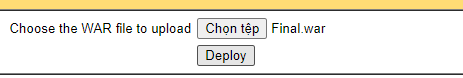 Choose the WAR file to upload Chọn tệp Final.war
Deploy